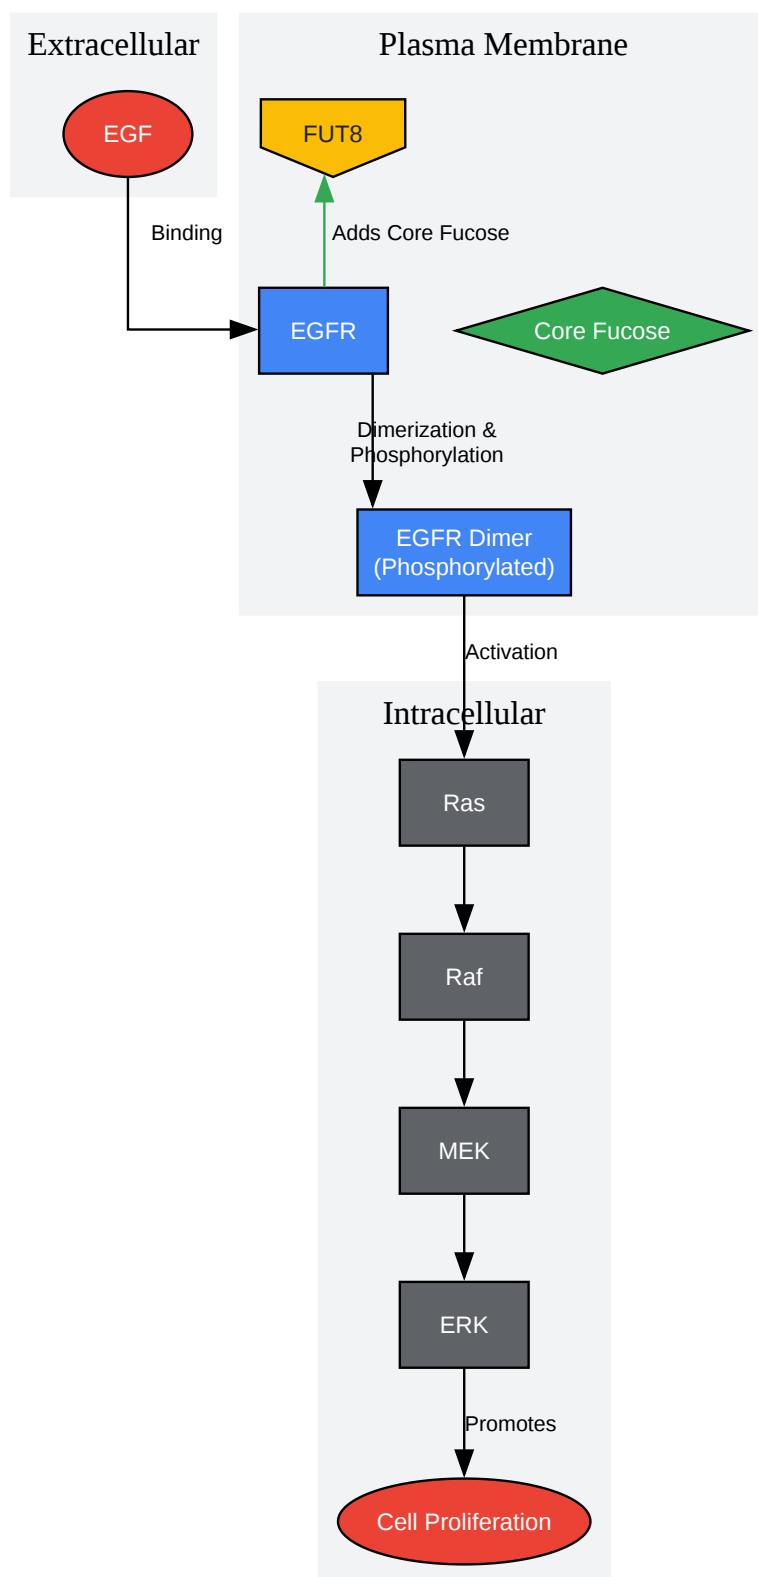 Extracellular
Plasma Membrane
EGF
FUT8
Binding
Adds Core Fucose
EGFR
Core Fucose
Dimerization &
Phosphorylation
EGFR Dimer
(Phosphorylated)
Activation
Intracellular
Ras
Raf
MEK
ERK
Promotes
Cell Proliferation